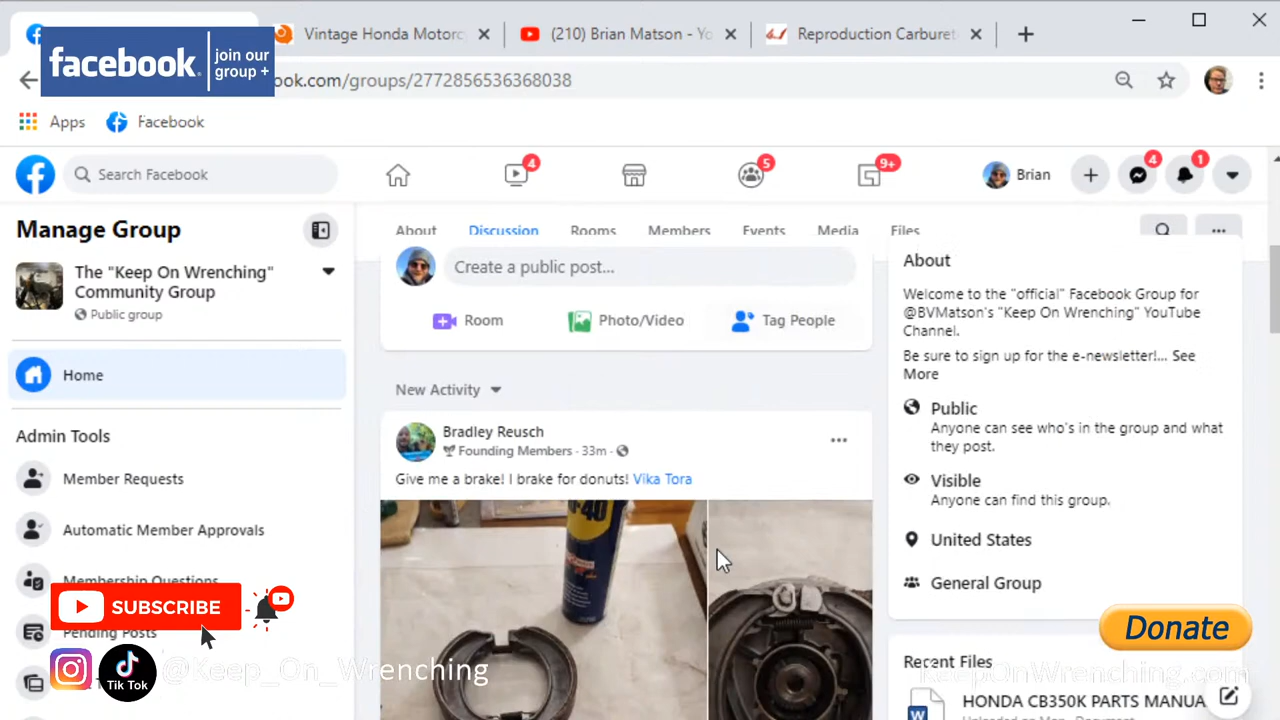 Vintage Honda Motorc
(210) Brian Matson - Yo
Reproduction Carburet
facebook.
join our
group +
ook.com/groups/2772856536368038
Apps
Facebook
Search Facebook
4
5
9+
Brian
4
1
Manage Group
The "Keep On Wrenching"
Community Group
Public group
Home
Admin Tools
Member Requests
Automatic Member Approvals
Membership Questions
Pending Posts
About
Discussion
Rooms
Members
Events
Media
Files
Create a public post...
Room
Photo/Video
Tag People
New Activity
Bradley Reusch
Founding Members · 33m ·
Give me a brake! I brake for donuts! Vika Tora
WD-40
About
Welcome to the "official" Facebook Group for
@BVMatson's "Keep On Wrenching" YouTube
Channel.
Be sure to sign up for the e-newsletter!... See
More
Public
Anyone can see who's in the group and what
they post.
Visible
Anyone can find this group.
United States
General Group
Donate
Recent Files
KeepOnWrenching.com
HONDA CB350K PARTS MANUA
Uploaded on Mon · Document
SUBSCRIBE
Tik Tok
@Keep_On_Wrenching